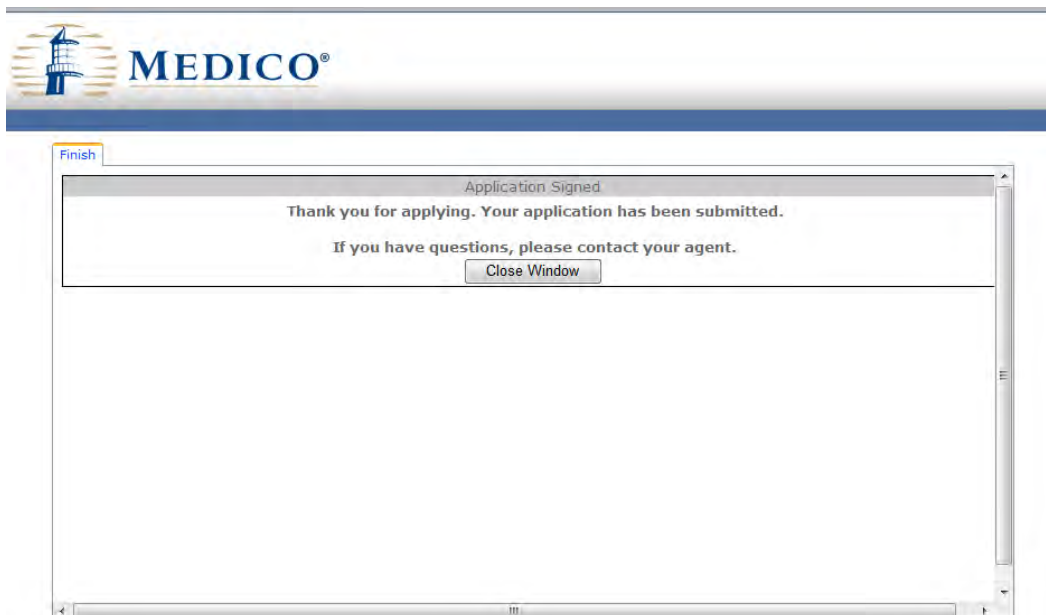 MEDICO®
Finish
Application Signed
Thank you for applying. Your application has been submitted.
If you have questions, please contact your agent.
Close Window